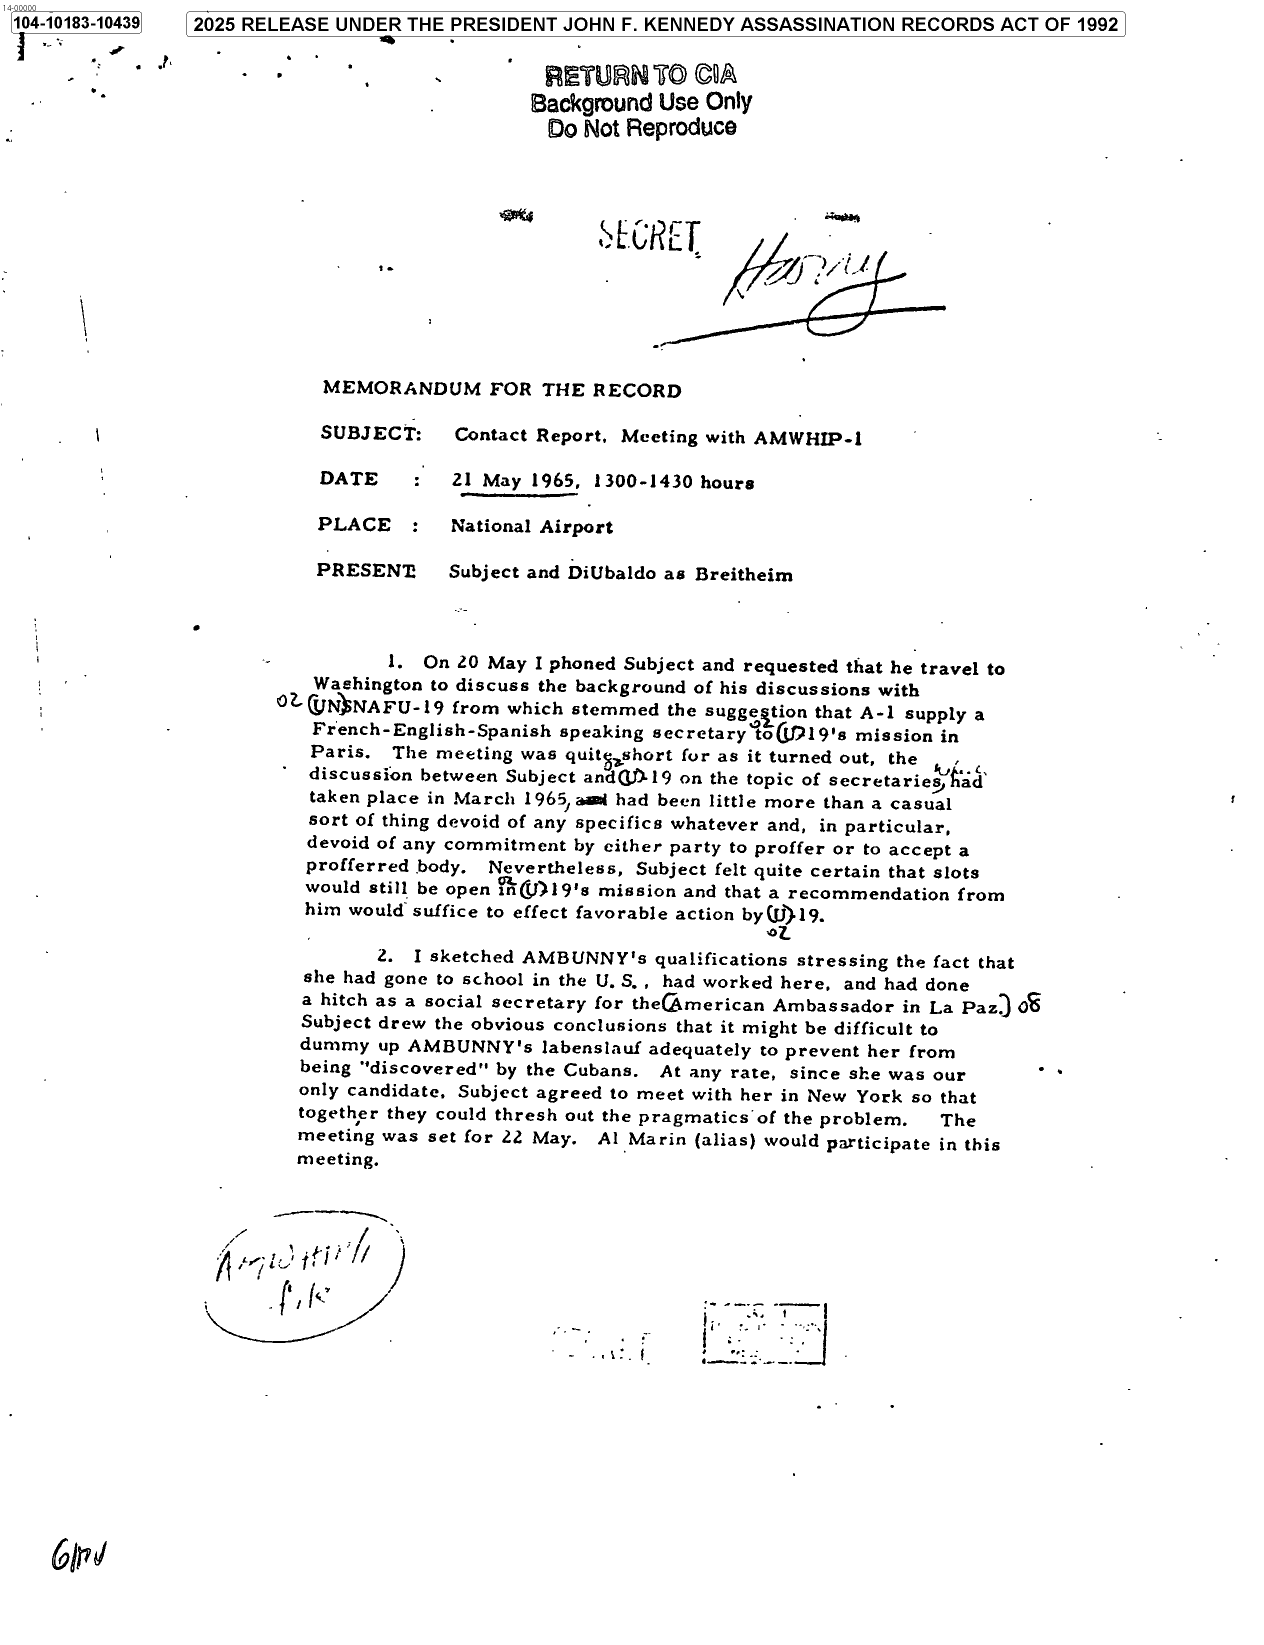 14-00000
104-10183-10439
2025 RELEASE UNDER THE PRESIDENT JOHN F. KENNEDY ASSASSINATION RECORDS ACT OF 1992
RETURN TO CIA
Background Use Only
Do Not Reproduce
SECRET
MEMORANDUM FOR THE RECORD
SUBJECT: Contact Report, Meeting with AMWHIP-1
DATE : 21 May 1965, 1300-1430 hours
PLACE : National Airport
PRESENT: Subject and DiUbaldo as Breitheim
1. On 20 May I phoned Subject and requested that he travel to
Washington to discuss the background of his discussions with
02 (UN)SNAFU-19 from which stemmed the suggestion that A-1 supply a
French-English-Spanish speaking secretary to (U)19's mission in
Paris. The meeting was quite short for as it turned out, the
discussion between Subject and (U)-19 on the topic of secretaries, which had
taken place in March 1965, had been little more than a casual
sort of thing devoid of any specifics whatever and, in particular,
devoid of any commitment by either party to proffer or to accept a
profferred body. Nevertheless, Subject felt quite certain that slots
would still be open in (U)19's mission and that a recommendation from
him would suffice to effect favorable action by (U)-19.
02
2. I sketched AMBUNNY's qualifications stressing the fact that
she had gone to school in the U.S., had worked here, and had done
a hitch as a social secretary for the (American Ambassador in La Paz.) 08
Subject drew the obvious conclusions that it might be difficult to
dummy up AMBUNNY's labenslauf adequately to prevent her from
being "discovered" by the Cubans. At any rate, since she was our
only candidate, Subject agreed to meet with her in New York so that
together they could thresh out the pragmatics of the problem. The
meeting was set for 22 May. Al Marin (alias) would participate in this
meeting.
AMWHIP/1
file